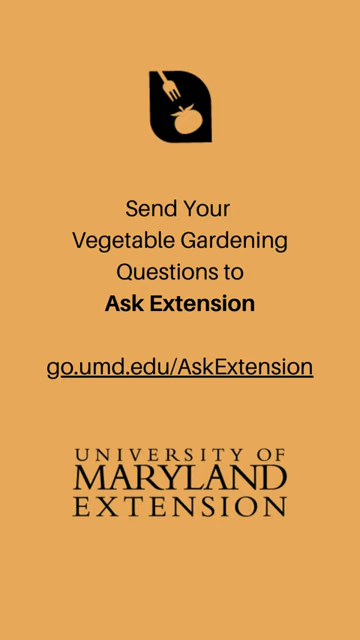 Send Your
Vegetable Gardening
Questions to
Ask Extension
go.umd.edu/AskExtension
UNIVERSITY OF
MARYLAND
EXTENSION